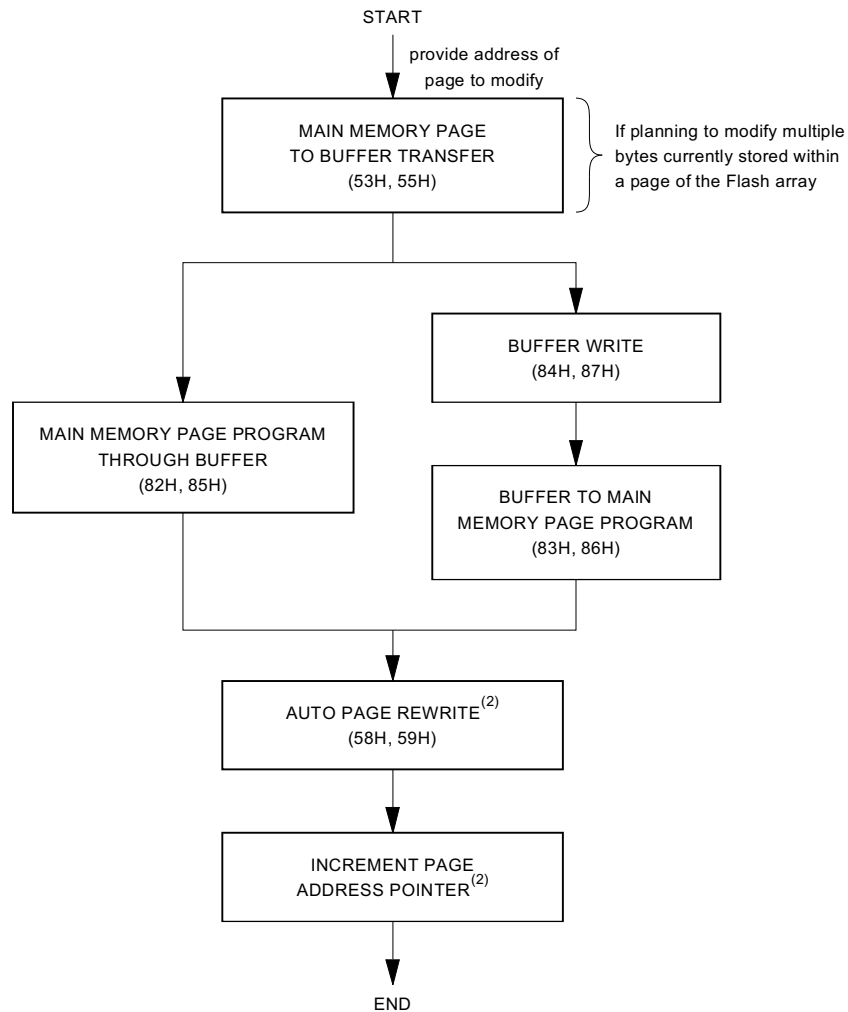 START
provide address of
page to modify
MAIN MEMORY PAGE
TO BUFFER TRANSFER
(53H, 55H)
If planning to modify multiple
bytes currently stored within
a page of the Flash array
BUFFER WRITE
(84H, 87H)
MAIN MEMORY PAGE PROGRAM
THROUGH BUFFER
(82H, 85H)
BUFFER TO MAIN
MEMORY PAGE PROGRAM
(83H, 86H)
AUTO PAGE REWRITE(2)
(58H, 59H)
INCREMENT PAGE
ADDRESS POINTER(2)
END